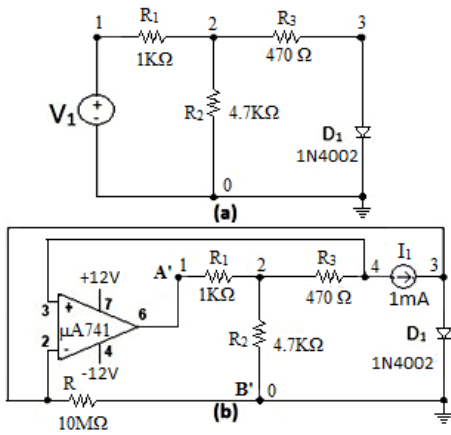 1 R1 2 R3 3
1KΩ 470 Ω
V1 + - R2 4.7KΩ D1
1N4002
0
(a)
+12V A' 1 R1 2 R3 4 I1 3
3 + 7 6 1KΩ 470 Ω 1mA
µA741 D1
2 - 4 R2 4.7KΩ
-12V 1N4002
R B' 0
10MΩ (b)